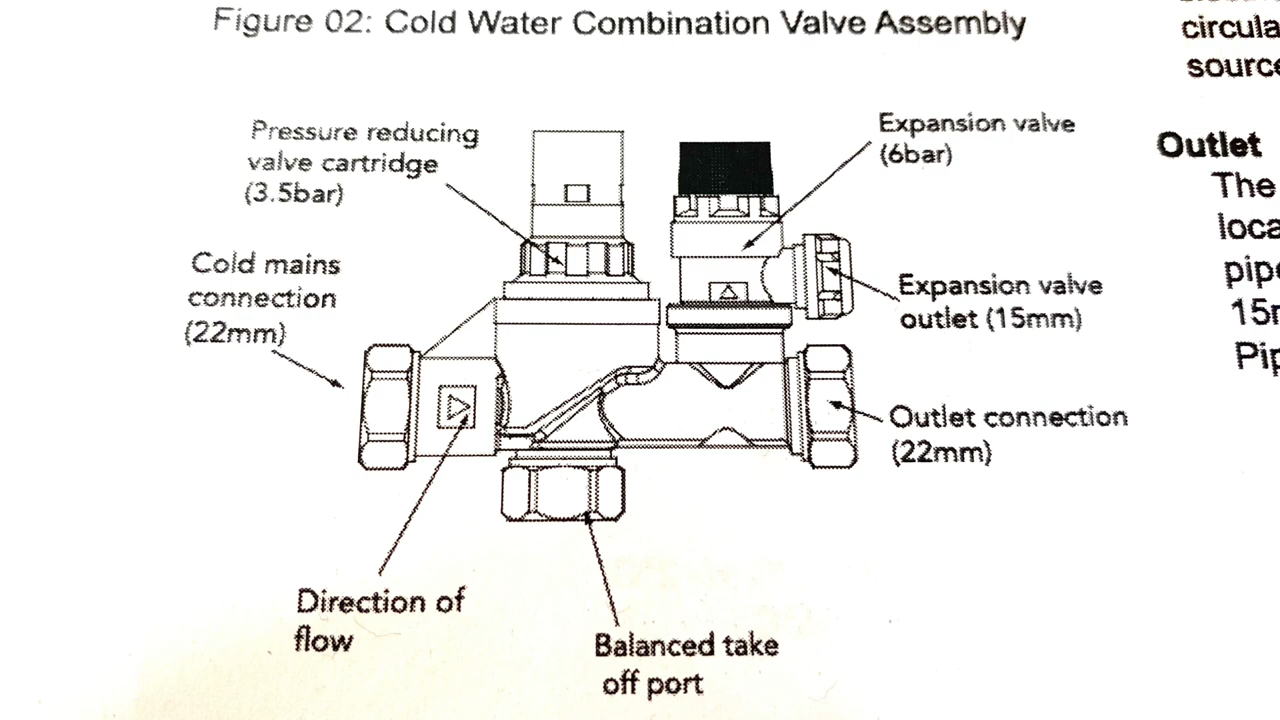 Figure 02: Cold Water Combination Valve Assembly
Pressure reducing
valve cartridge
(3.5bar)
Expansion valve
(6bar)
Cold mains
connection
(22mm)
Expansion valve
outlet (15mm)
Outlet connection
(22mm)
Direction of
flow
Balanced take
off port
circula
source
Outlet
The
loca
pipe
15m
Pip